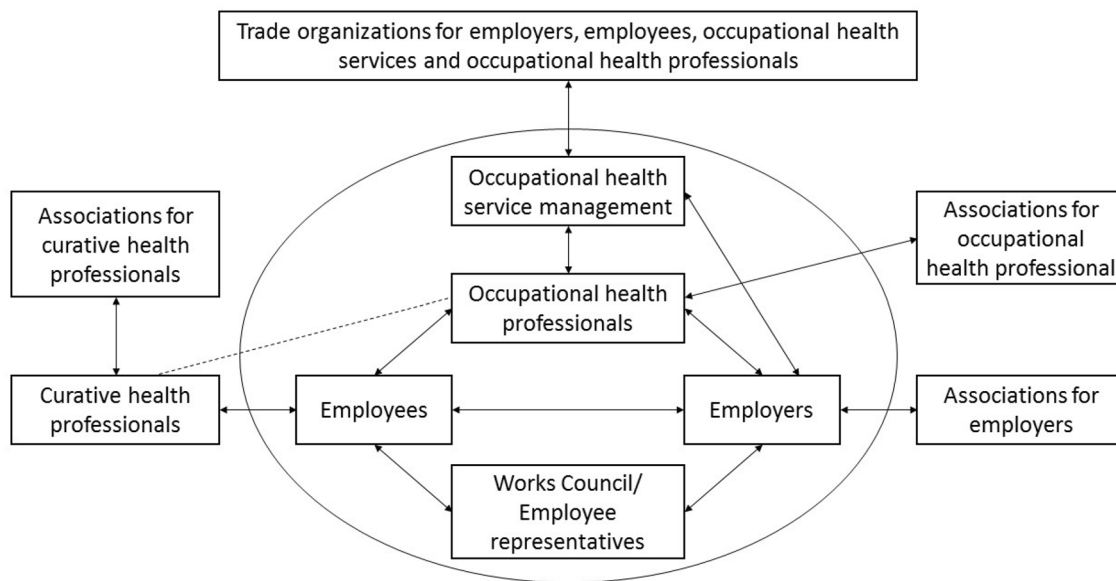 Trade organizations for employers, employees, occupational health
services and occupational health professionals
Occupational health
service management
Associations for
curative health
professionals
Associations for
occupational
health professional
Occupational health
professionals
Curative health
professionals
Employees
Employers
Associations for
employers
Works Council/
Employee
representatives